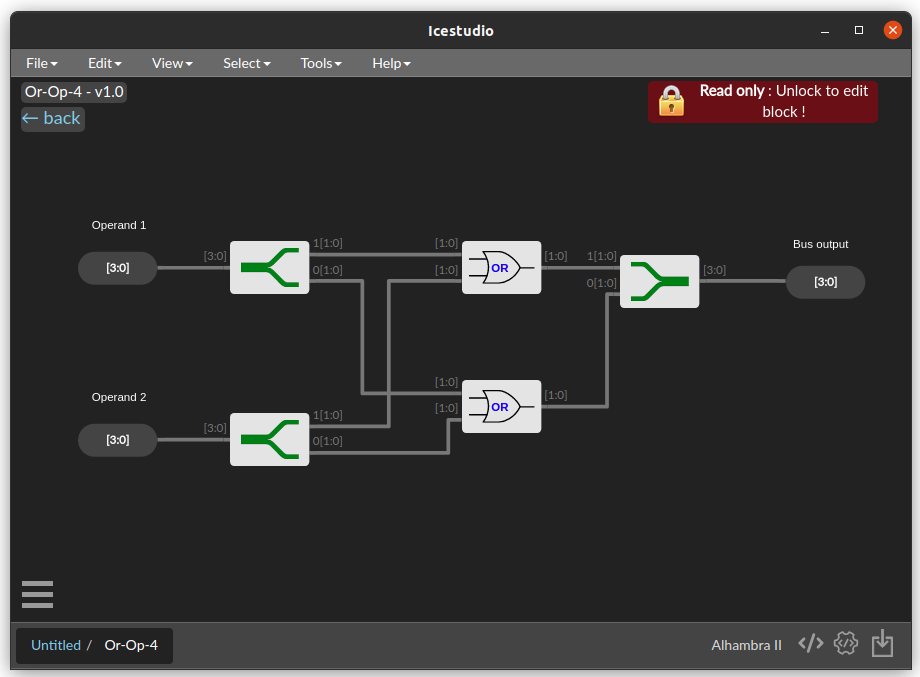 Icestudio
File Edit View Select Tools Help
Or-Op-4 - v1.0
← back
Read only : Unlock to edit
block !
Operand 1
[3:0]
[3:0]
1[1:0]
0[1:0]
[1:0]
[1:0]
OR
[1:0]
1[1:0]
0[1:0]
[3:0]
Bus output
[3:0]
Operand 2
[3:0]
[3:0]
1[1:0]
0[1:0]
[1:0]
[1:0]
OR
[1:0]
Untitled / Or-Op-4
Alhambra II